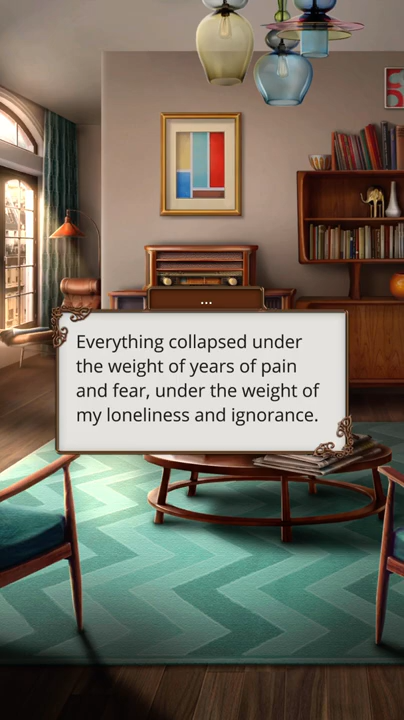 ...
Everything collapsed under
the weight of years of pain
and fear, under the weight of
my loneliness and ignorance.